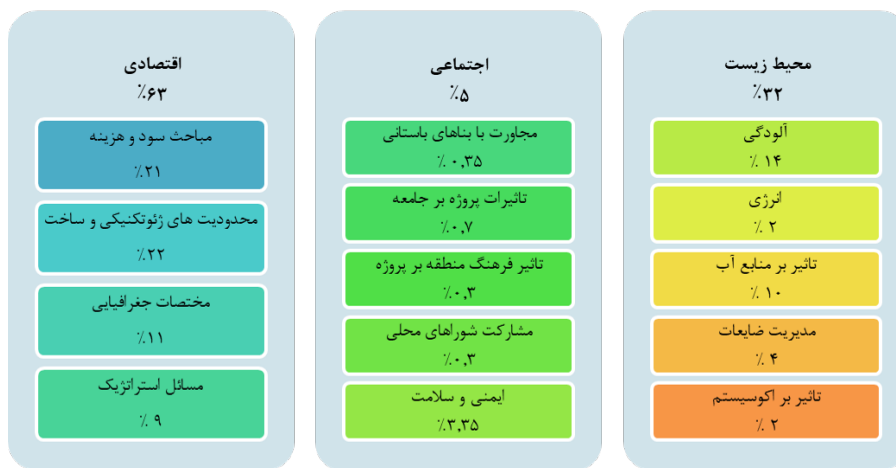 محیط زیست
٪۳۲
آلودگی
۱۴ ٪
انرژی
۲ ٪
تاثیر بر منابع آب
۱۰ ٪
مدیریت ضایعات
۴ ٪
تاثیر بر اکوسیستم
۲ ٪
اجتماعی
٪۵
مجاورت با بناهای باستانی
۰,۳۵ ٪
تاثیرات پروژه بر جامعه
٪۰,۷
تاثیر فرهنگ منطقه بر پروژه
٪۰,۳
مشارکت شوراهای محلی
٪۰,۳
ایمنی و سلامت
٪۳,۳۵
اقتصادی
٪۶۳
مباحث سود و هزینه
٪۲۱
محدودیت های ژئوتکنیکی و ساخت
٪۲۲
مختصات جغرافیایی
٪۱۱
مسائل استراتژیک
۹ ٪